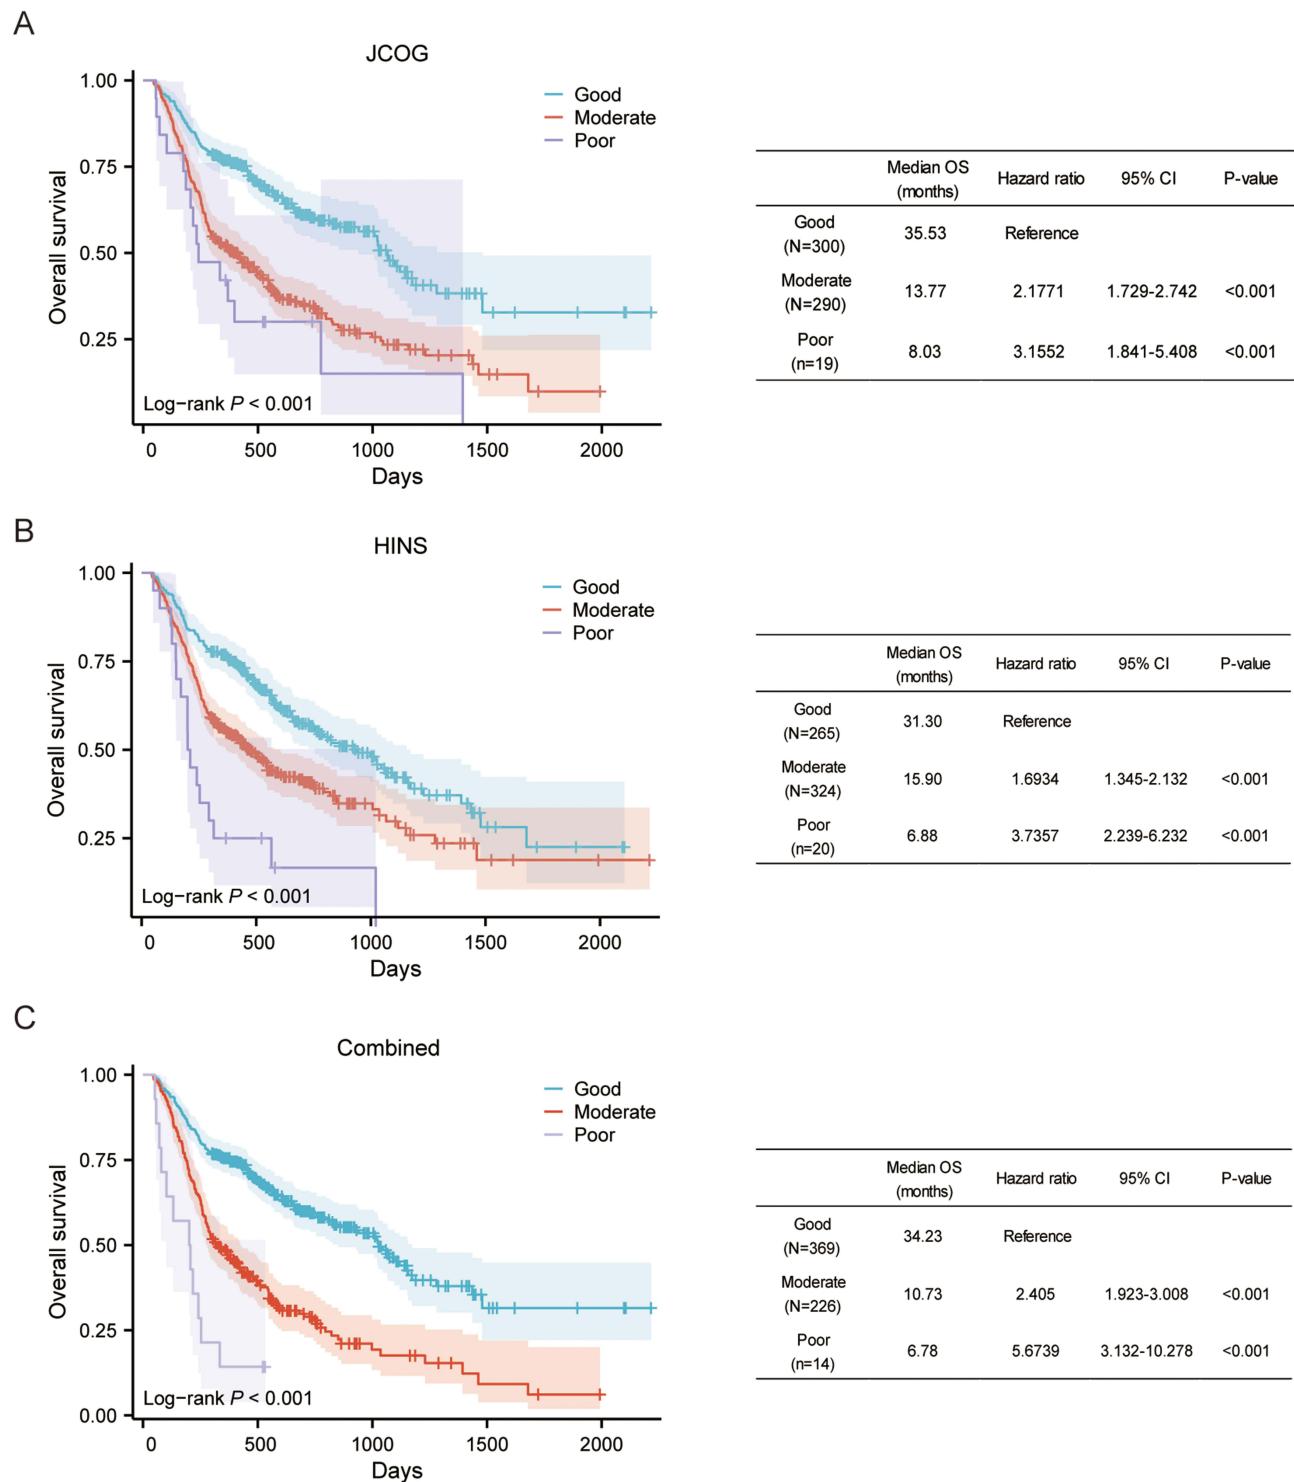 A
JCOG
1.00
0.75
0.50
0.25
Overall survival
Good
Moderate
Poor
Log-rank P < 0.001
0 500 1000 1500 2000
Days
Median OS (months) Hazard ratio 95% CI P-value
Good (N=300) 35.53 Reference
Moderate (N=290) 13.77 2.1771 1.729-2.742 <0.001
Poor (n=19) 8.03 3.1552 1.841-5.408 <0.001
B
HINS
1.00
0.75
0.50
0.25
Overall survival
Good
Moderate
Poor
Log-rank P < 0.001
0 500 1000 1500 2000
Days
Median OS (months) Hazard ratio 95% CI P-value
Good (N=265) 31.30 Reference
Moderate (N=324) 15.90 1.6934 1.345-2.132 <0.001
Poor (n=20) 6.88 3.7357 2.239-6.232 <0.001
C
Combined
1.00
0.75
0.50
0.25
0.00
Overall survival
Good
Moderate
Poor
Log-rank P < 0.001
0 500 1000 1500 2000
Days
Median OS (months) Hazard ratio 95% CI P-value
Good (N=369) 34.23 Reference
Moderate (N=226) 10.73 2.405 1.923-3.008 <0.001
Poor (n=14) 6.78 5.6739 3.132-10.278 <0.001